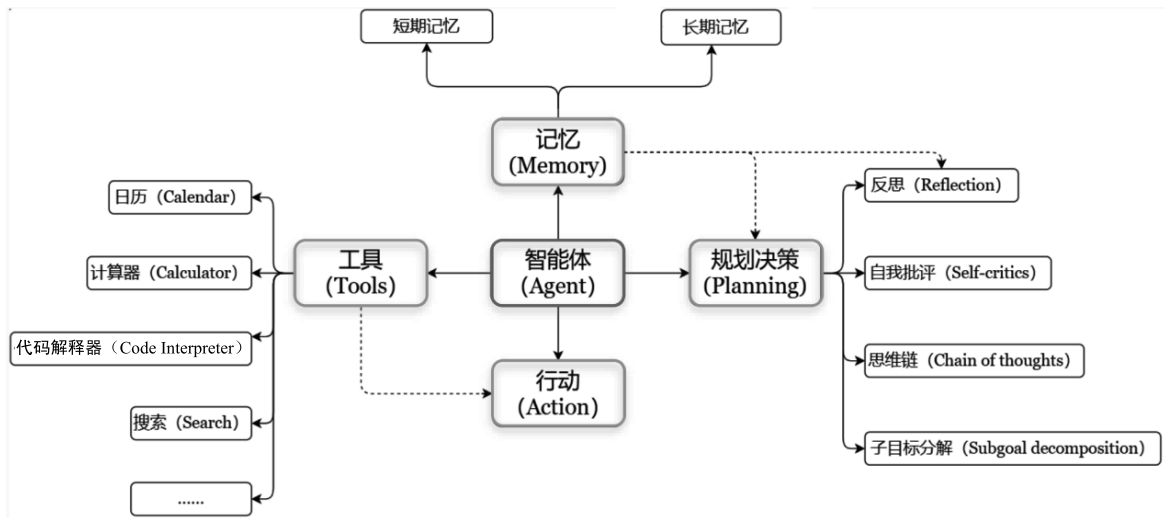 短期记忆
长期记忆
记忆
(Memory)
日历（Calendar）
反思（Reflection）
计算器（Calculator）
工具
(Tools)
智能体
(Agent)
规划决策
(Planning)
自我批评（Self-critics）
代码解释器（Code Interpreter）
行动
(Action)
思维链（Chain of thoughts）
搜索（Search）
子目标分解（Subgoal decomposition）
……